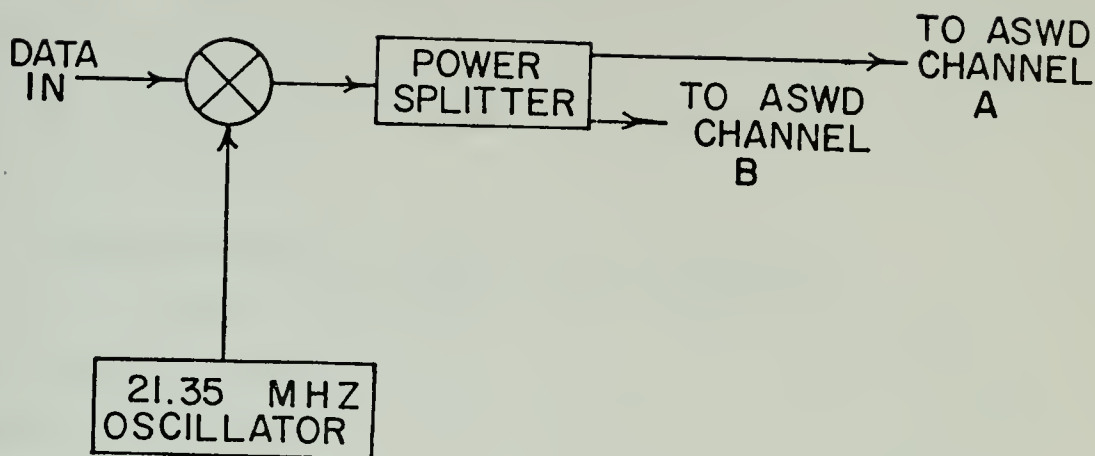 DATA
IN
POWER
SPLITTER
TO ASWD
CHANNEL
A
TO ASWD
CHANNEL
B
21.35 MHZ
OSCILLATOR